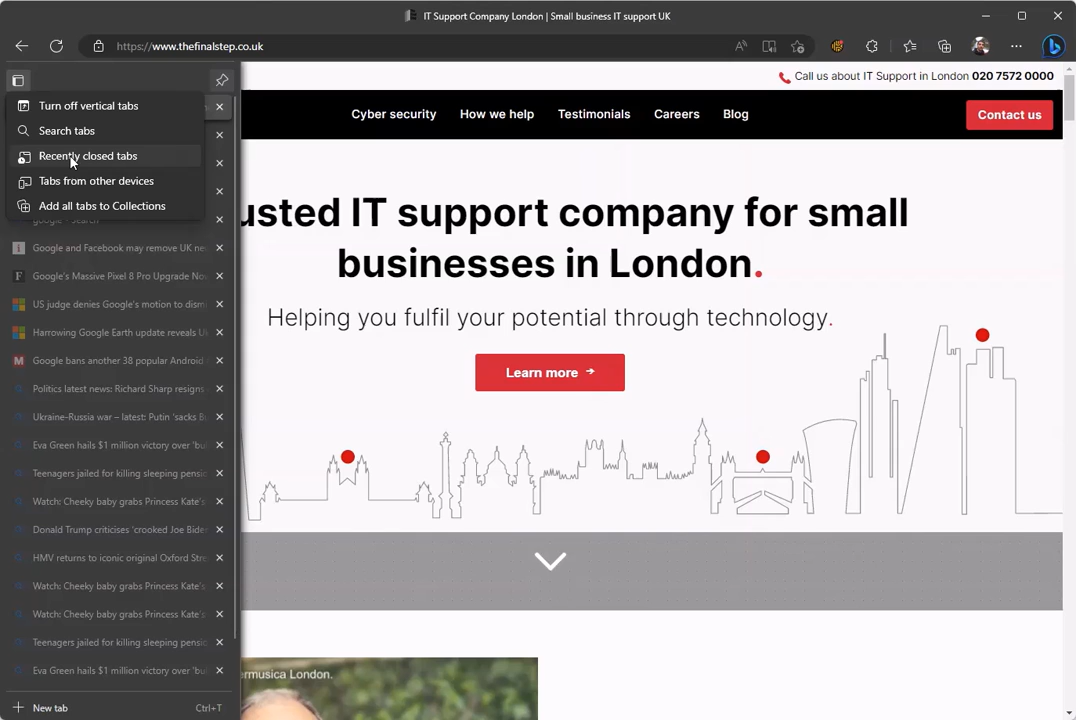 IT Support Company London | Small business IT support UK
https://www.thefinalstep.co.uk
Call us about IT Support in London 020 7572 0000
Turn off vertical tabs
Search tabs
Recently closed tabs
Tabs from other devices
Add all tabs to Collections
google - Search
Google and Facebook may remove UK ne
Google's Massive Pixel 8 Pro Upgrade Nov
US judge denies Google's motion to dism
Harrowing Google Earth update reveals U
Google bans another 38 popular Android
Politics latest news: Richard Sharp resigns
Ukraine-Russia war – latest: Putin 'sacks B
Eva Green hails $1 million victory over 'bu
Teenagers jailed for killing sleeping pensio
Watch: Cheeky baby grabs Princess Kate's
Donald Trump criticises 'crooked Joe Bide
HMV returns to iconic original Oxford Stre
Watch: Cheeky baby grabs Princess Kate's
Watch: Cheeky baby grabs Princess Kate's
Teenagers jailed for killing sleeping pensio
Eva Green hails $1 million victory over 'bu
New tab Ctrl+T
Cyber security How we help Testimonials Careers Blog Contact us
usted IT support company for small
businesses in London.
Helping you fulfil your potential through technology.
Learn more
ermusica London.